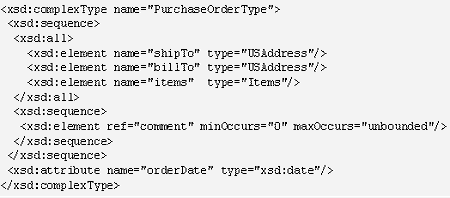 <xsd:complexType name="PurchaseOrderType">
<xsd:sequence>
<xsd:all>
<xsd:element name="shipTo" type="USAddress"/>
<xsd:element name="billTo" type="USAddress"/>
<xsd:element name="items" type="Items"/>
</xsd:all>
<xsd:sequence>
<xsd:element ref="comment" minOccurs="0" maxOccurs="unbounded"/>
</xsd:sequence>
</xsd:sequence>
<xsd:attribute name="orderDate" type="xsd:date"/>
</xsd:complexType>